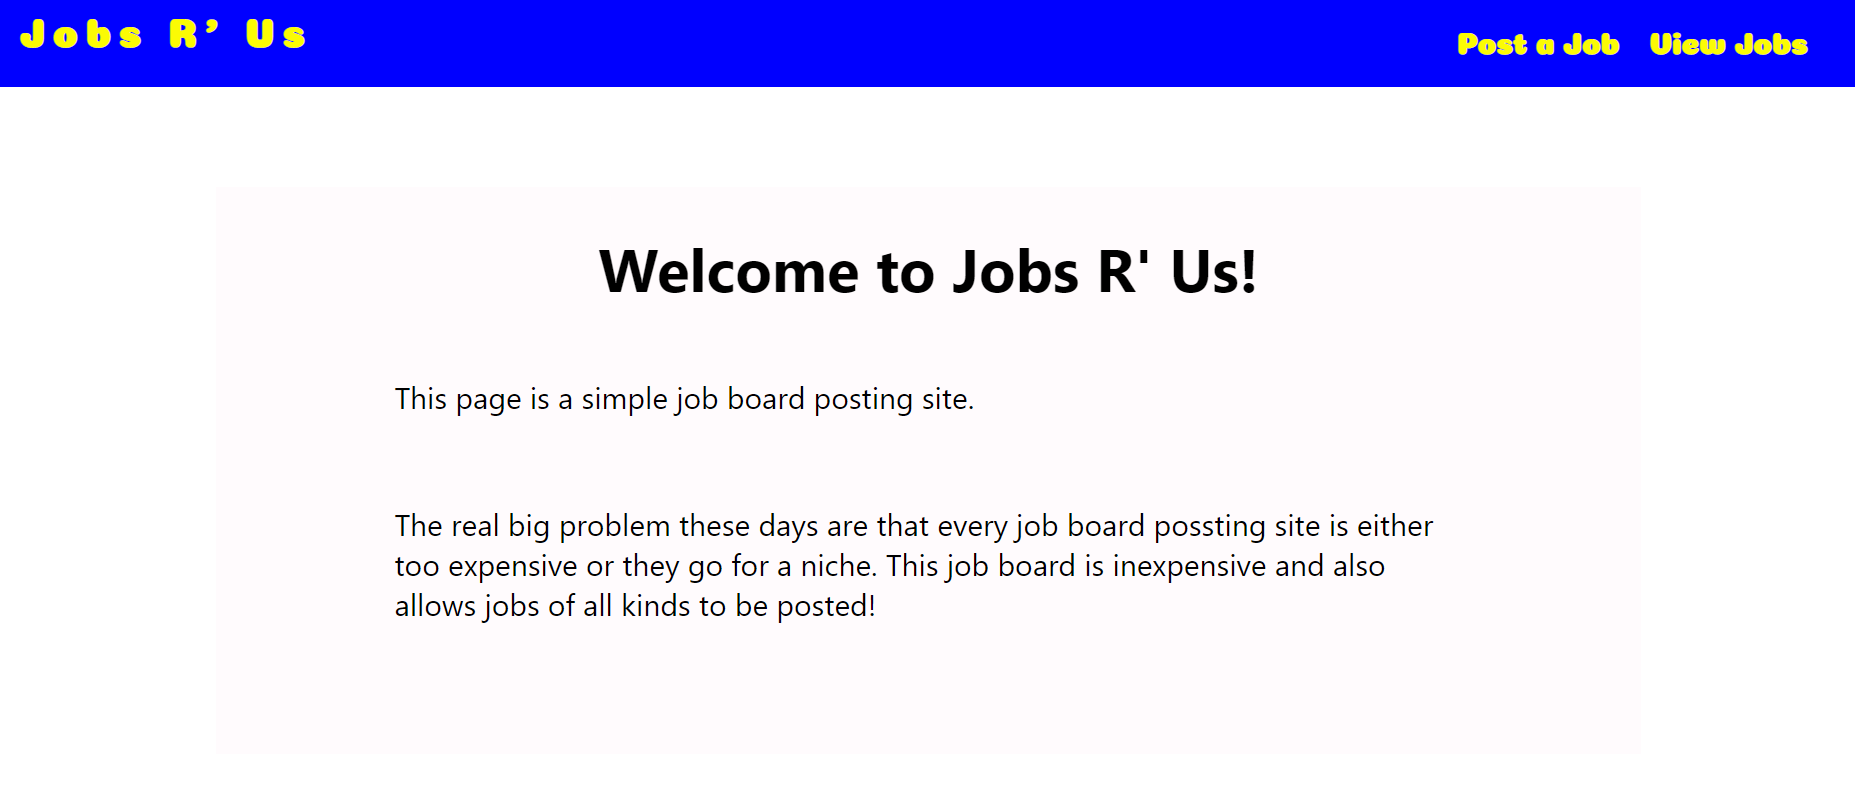 Jobs R’ Us
Post a Job
View Jobs
Welcome to Jobs R' Us!
This page is a simple job board posting site.
The real big problem these days are that every job board possting site is either
too expensive or they go for a niche. This job board is inexpensive and also
allows jobs of all kinds to be posted!